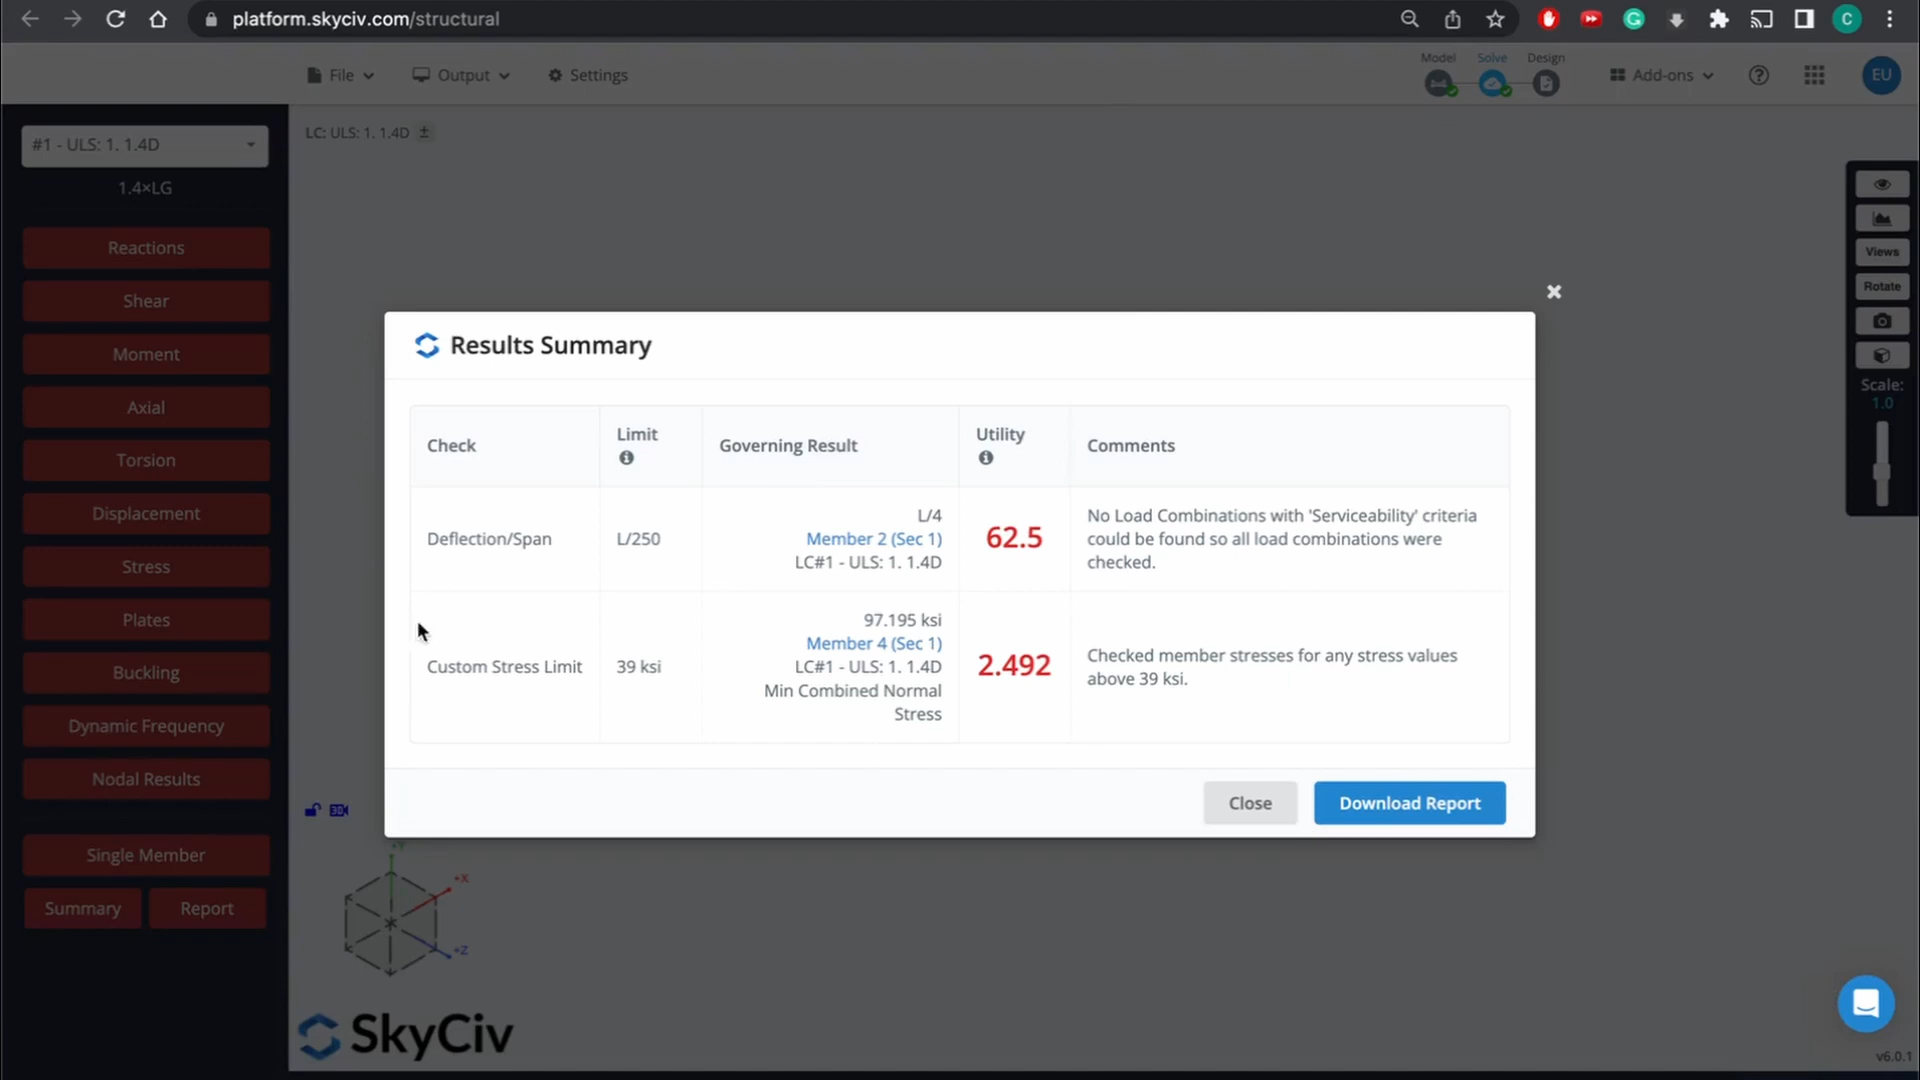 platform.skyciv.com/structural
C
File
Output
Settings
Model
Solve
Design
Add-ons
EU
#1 - ULS: 1. 1.4D
1.4×LG
LC: ULS: 1. 1.4D ±
Reactions
Shear
Moment
Axial
Torsion
Displacement
Stress
Plates
Buckling
Dynamic Frequency
Nodal Results
Single Member
Summary
Report
Views
Rotate
Scale:
1.0
Results Summary
Check
Limit
Governing Result
Utility
Comments
Deflection/Span
L/250
L/4
Member 2 (Sec 1)
LC#1 - ULS: 1. 1.4D
62.5
No Load Combinations with 'Serviceability' criteria
could be found so all load combinations were
checked.
Custom Stress Limit
39 ksi
97.195 ksi
Member 4 (Sec 1)
LC#1 - ULS: 1. 1.4D
Min Combined Normal
Stress
2.492
Checked member stresses for any stress values
above 39 ksi.
Close
Download Report
3D
+Y
+X
+Z
SkyCiv
v6.0.1